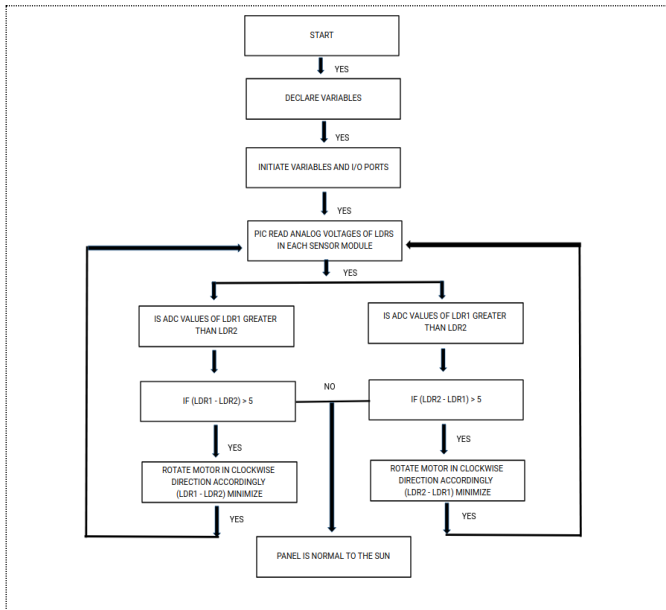 START
YES
DECLARE VARIABLES
YES
INITIATE VARIABLES AND I/O PORTS
YES
PIC READ ANALOG VOLTAGES OF LDRS
IN EACH SENSOR MODULE
YES
IS ADC VALUES OF LDR1 GREATER
THAN LDR2
IS ADC VALUES OF LDR1 GREATER
THAN LDR2
IF (LDR1 - LDR2) > 5
NO
IF (LDR2 - LDR1) > 5
YES
YES
ROTATE MOTOR IN CLOCKWISE
DIRECTION ACCORDINGLY
(LDR1 - LDR2) MINIMIZE
ROTATE MOTOR IN CLOCKWISE
DIRECTION ACCORDINGLY
(LDR2 - LDR1) MINIMIZE
YES
YES
PANEL IS NORMAL TO THE SUN